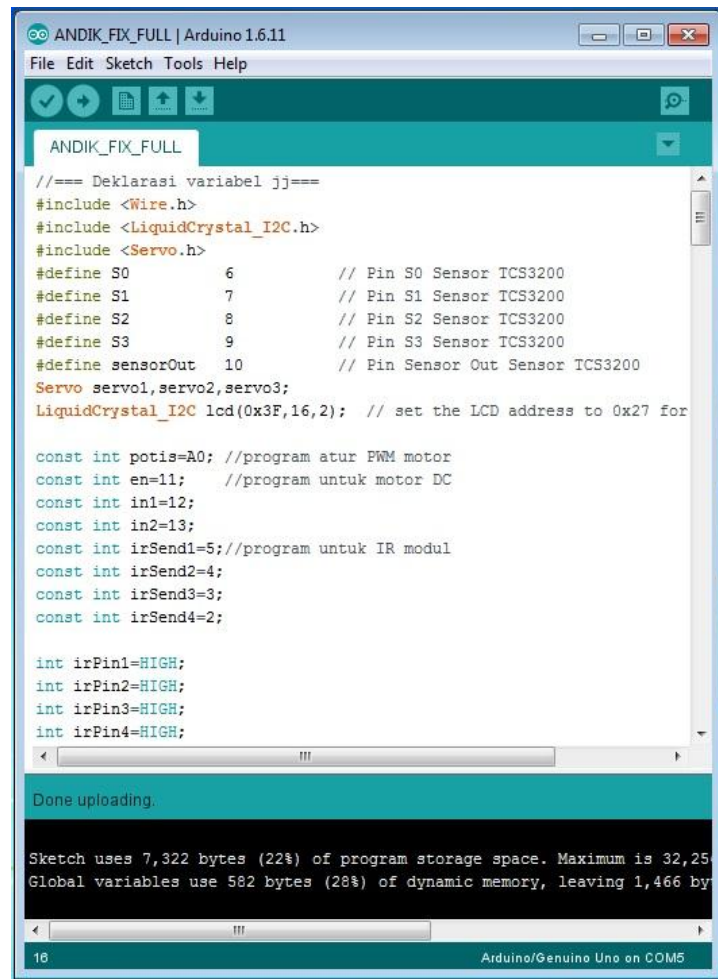 ANDIK_FIX_FULL | Arduino 1.6.11
File Edit Sketch Tools Help
ANDIK_FIX_FULL
//=== Deklarasi variabel jj===
#include <Wire.h>
#include <LiquidCrystal_I2C.h>
#include <Servo.h>
#define S0 6 // Pin S0 Sensor TCS3200
#define S1 7 // Pin S1 Sensor TCS3200
#define S2 8 // Pin S2 Sensor TCS3200
#define S3 9 // Pin S3 Sensor TCS3200
#define sensorOut 10 // Pin Sensor Out Sensor TCS3200
Servo servo1,servo2,servo3;
LiquidCrystal_I2C lcd(0x3F,16,2); // set the LCD address to 0x27 for
const int potis=A0; //program atur PWM motor
const int en=11; //program untuk motor DC
const int in1=12;
const int in2=13;
const int irSend1=5;//program untuk IR modul
const int irSend2=4;
const int irSend3=3;
const int irSend4=2;
int irPin1=HIGH;
int irPin2=HIGH;
int irPin3=HIGH;
int irPin4=HIGH;
Done uploading.
Sketch uses 7,322 bytes (22%) of program storage space. Maximum is 32,25
Global variables use 582 bytes (28%) of dynamic memory, leaving 1,466 by
16 Arduino/Genuino Uno on COM5